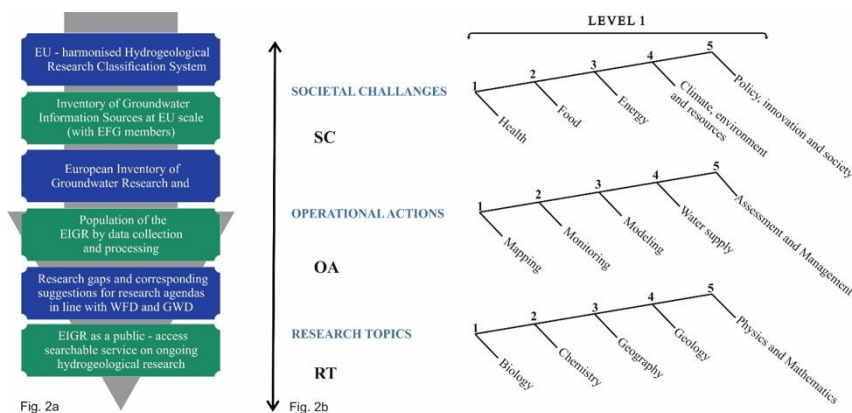 EU - harmonised Hydrogeological
Research Classification System
Inventory of Groundwater
Information Sources at EU scale
(with EFG members)
European Inventory of
Groundwater Research and
Population of the
EIGR by data collection
and processing
Research gaps and corresponding
suggestions for research agendas
in line with WFD and GWD
EIGR as a public - access
searchable service on ongoing
hydrogeological research
Fig. 2a
LEVEL 1
SOCIETAL CHALLANGES
SC
1
2
3
4
5
Health
Food
Energy
Climate, environment
and resources
Policy, innovation and society
OPERATIONAL ACTIONS
OA
1
2
3
4
5
Mapping
Monitoring
Modeling
Water supply
Assessment and Management
RESEARCH TOPICS
RT
1
2
3
4
5
Biology
Chemistry
Geography
Geology
Physics and Mathematics
Fig. 2b